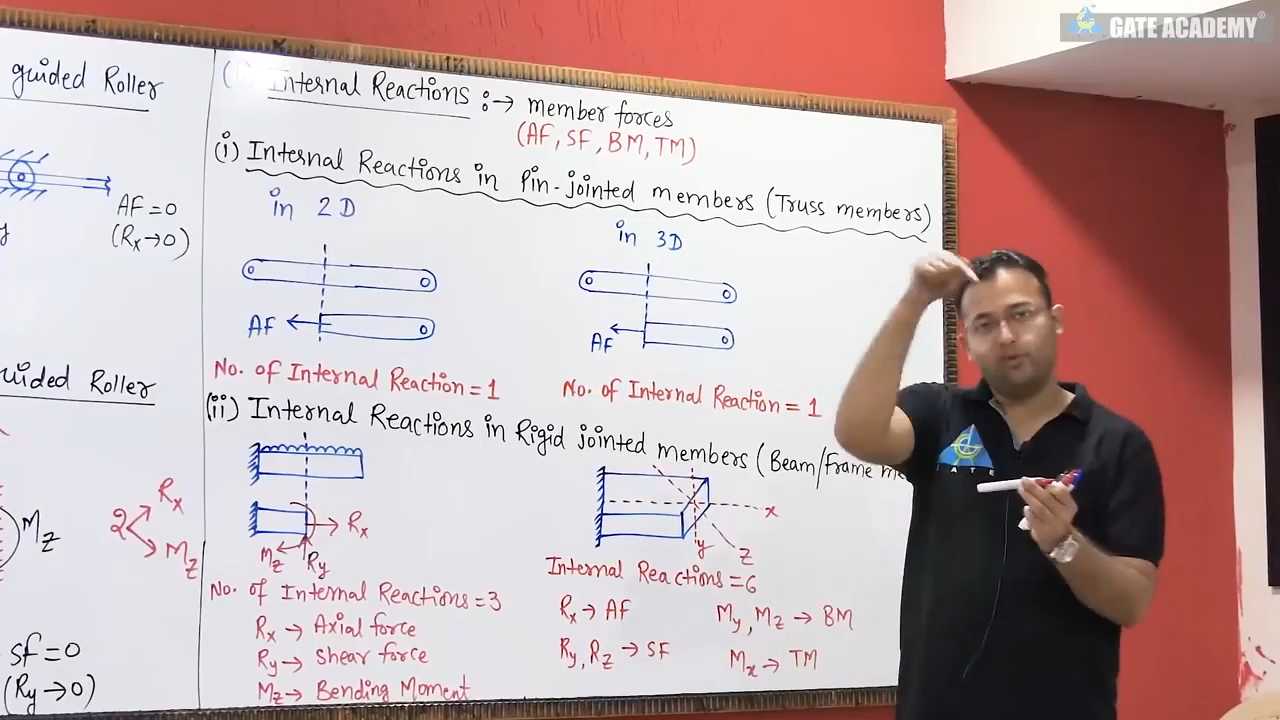 GATE ACADEMY®
guided Roller
AF=0
(Rx→0)
uided Roller
Mz
2
Rx
Mz
sf=0
(Ry→0)
Internal Reactions :→ member forces
(AF, SF, BM, TM)
(i) Internal Reactions in Pin-jointed members (Truss members)
in 2D
in 3D
AF
AF
No. of Internal Reaction = 1
No. of Internal Reaction = 1
(ii) Internal Reactions in Rigid jointed members (Beam/Frame me
Rx
Mz
Ry
x
y
z
No. of Internal Reactions = 3
Rx → Axial force
Ry → Shear force
Mz → Bending Moment
Internal Reactions = 6
Rx → AF
My, Mz → BM
Ry, Rz → SF
Mx → TM
GATE